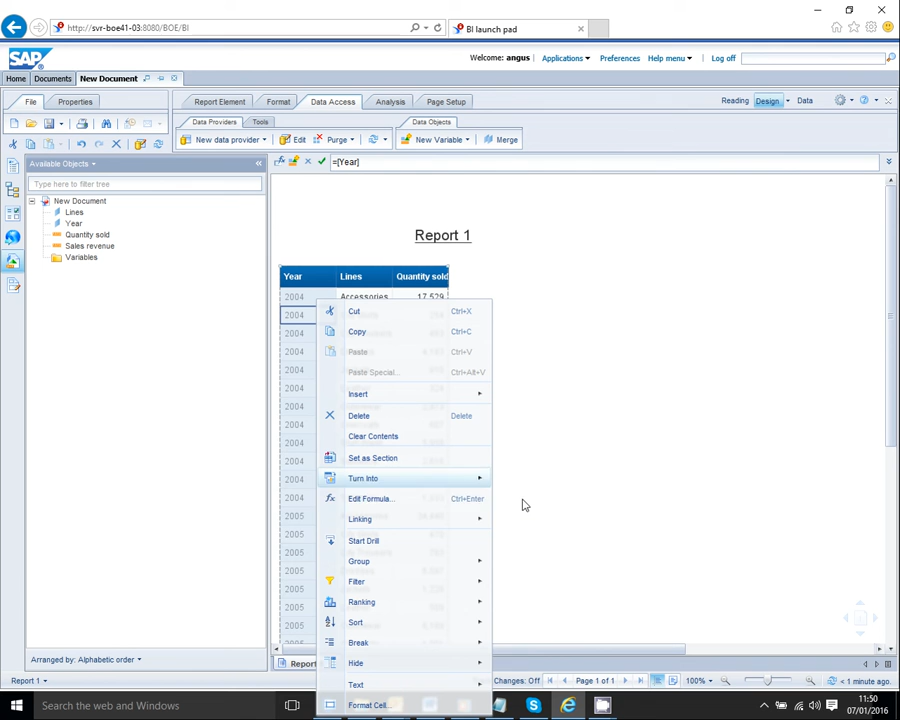 http://svr-boe41-03:8080/BOE/BI
BI launch pad
SAP
Welcome: angus
Applications
Preferences
Help menu
Log off
Home
Documents
New Document
File
Properties
Report Element
Format
Data Access
Analysis
Page Setup
Reading
Design
Data
Data Providers
Tools
Data Objects
New data provider
Edit
Purge
New Variable
Merge
Available Objects
=[Year]
Type here to filter tree
New Document
Lines
Year
Quantity sold
Sales revenue
Variables
Report 1
Year Lines Quantity sold
2004 Accessories 17,529
2004
2004
2004
2004
2004
2004
2004
2004
2004
2004
2004
2005
2005
2005
2005
2005
2005
2005
Cut Ctrl+X
Copy Ctrl+C
Paste Ctrl+V
Paste Special... Ctrl+Alt+V
Insert
Delete Delete
Clear Contents
Set as Section
Turn Into
Edit Formula... Ctrl+Enter
Linking
Start Drill
Group
Filter
Ranking
Sort
Break
Hide
Text
Format Cell...
Arranged by: Alphabetic order
Report 1
Changes: Off
Page 1 of 1
100%
< 1 minute ago
Search the web and Windows
11:50
07/01/2016